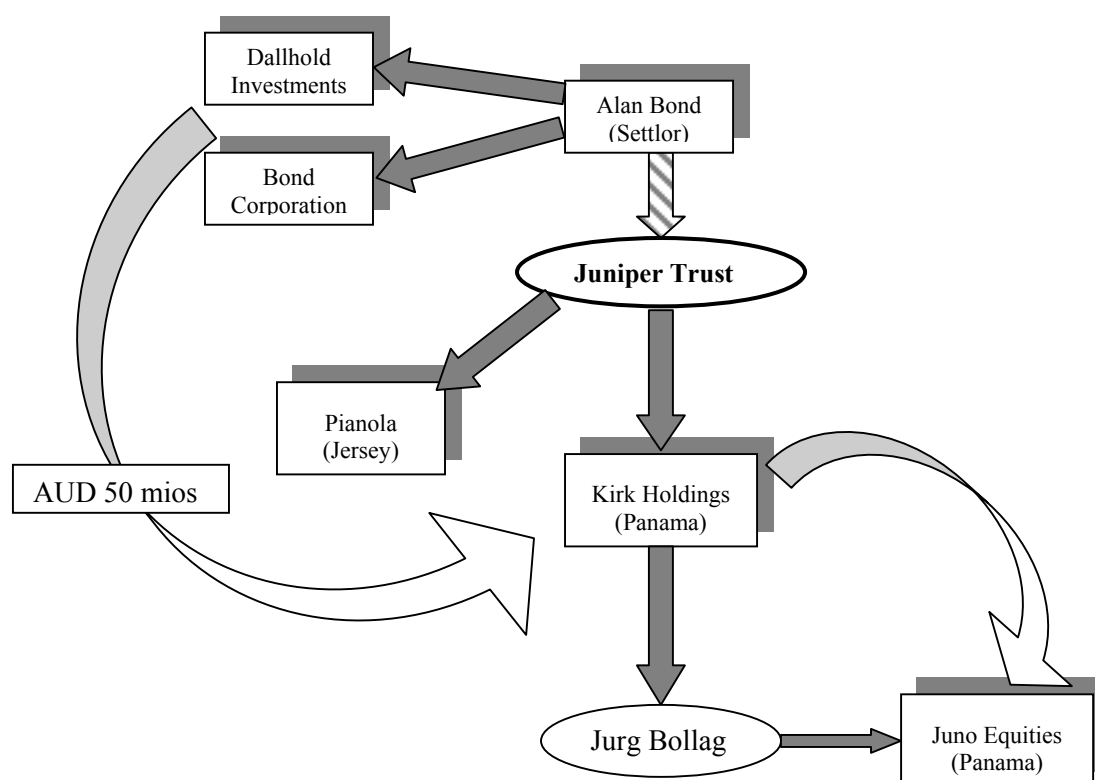 Dallhold
Investments
Alan Bond
(Settlor)
Bond
Corporation
Juniper Trust
Pianola
(Jersey)
AUD 50 mios
Kirk Holdings
(Panama)
Jurg Bollag
Juno Equities
(Panama)